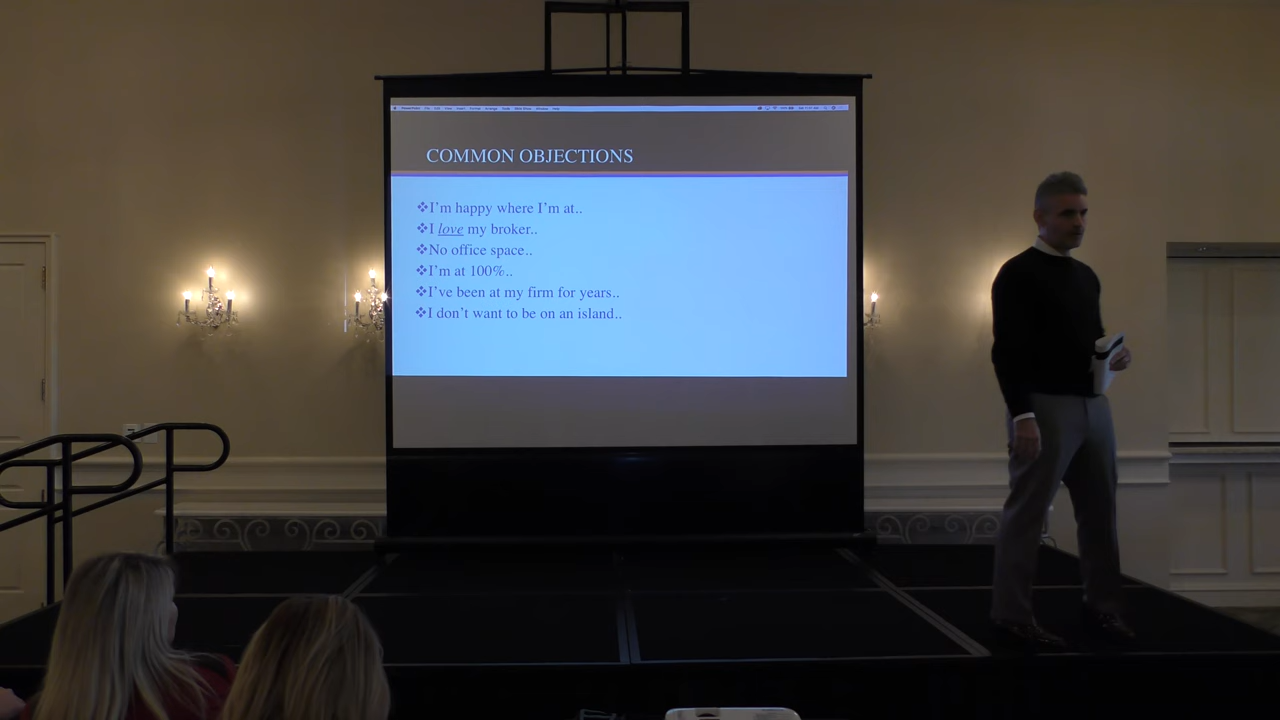 COMMON OBJECTIONS
❖I'm happy where I'm at..
❖I love my broker..
❖No office space..
❖I'm at 100%..
❖I've been at my firm for years..
❖I don't want to be on an island..